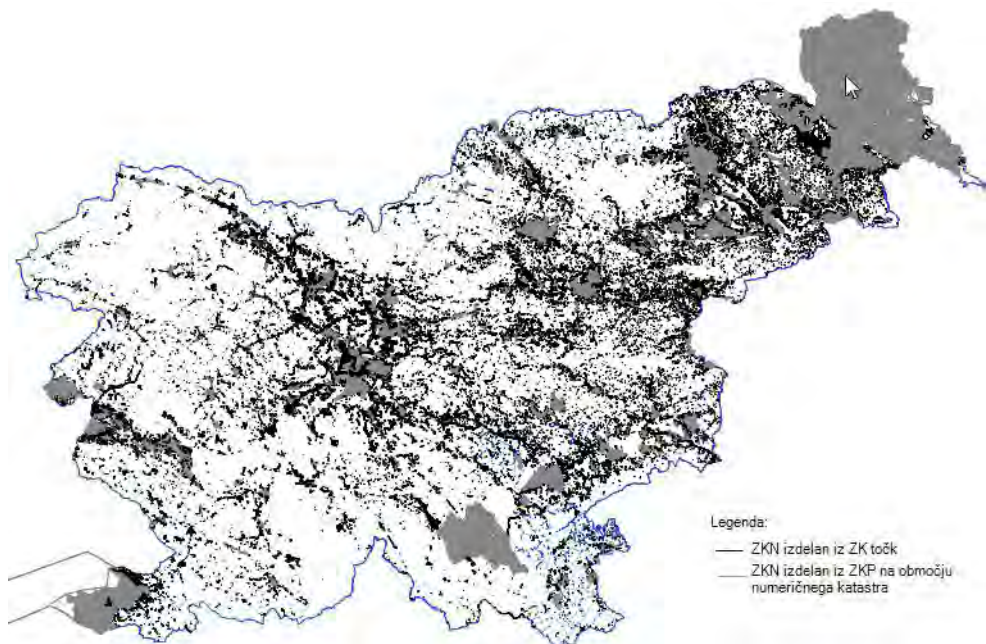 Legenda:
ZKN izdelan iz ZK točk
ZKN izdelan iz ZKP na območju
numeričnega katastra